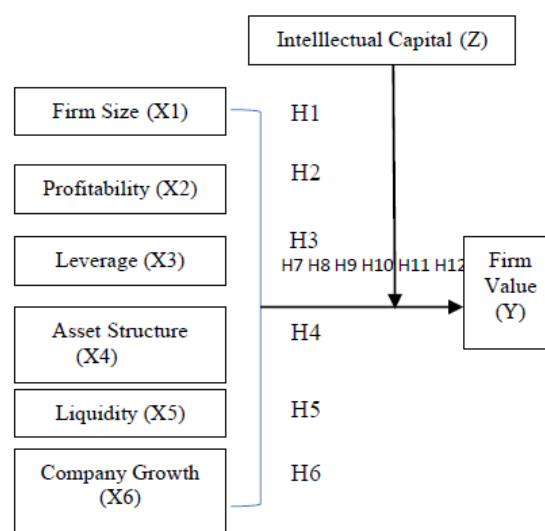 Intelllectual Capital (Z)
Firm Size (X1)
H1
Profitability (X2)
H2
Leverage (X3)
H3
H7 H8 H9 H10 H11 H12
Firm
Value
(Y)
Asset Structure
(X4)
H4
Liquidity (X5)
H5
Company Growth
(X6)
H6